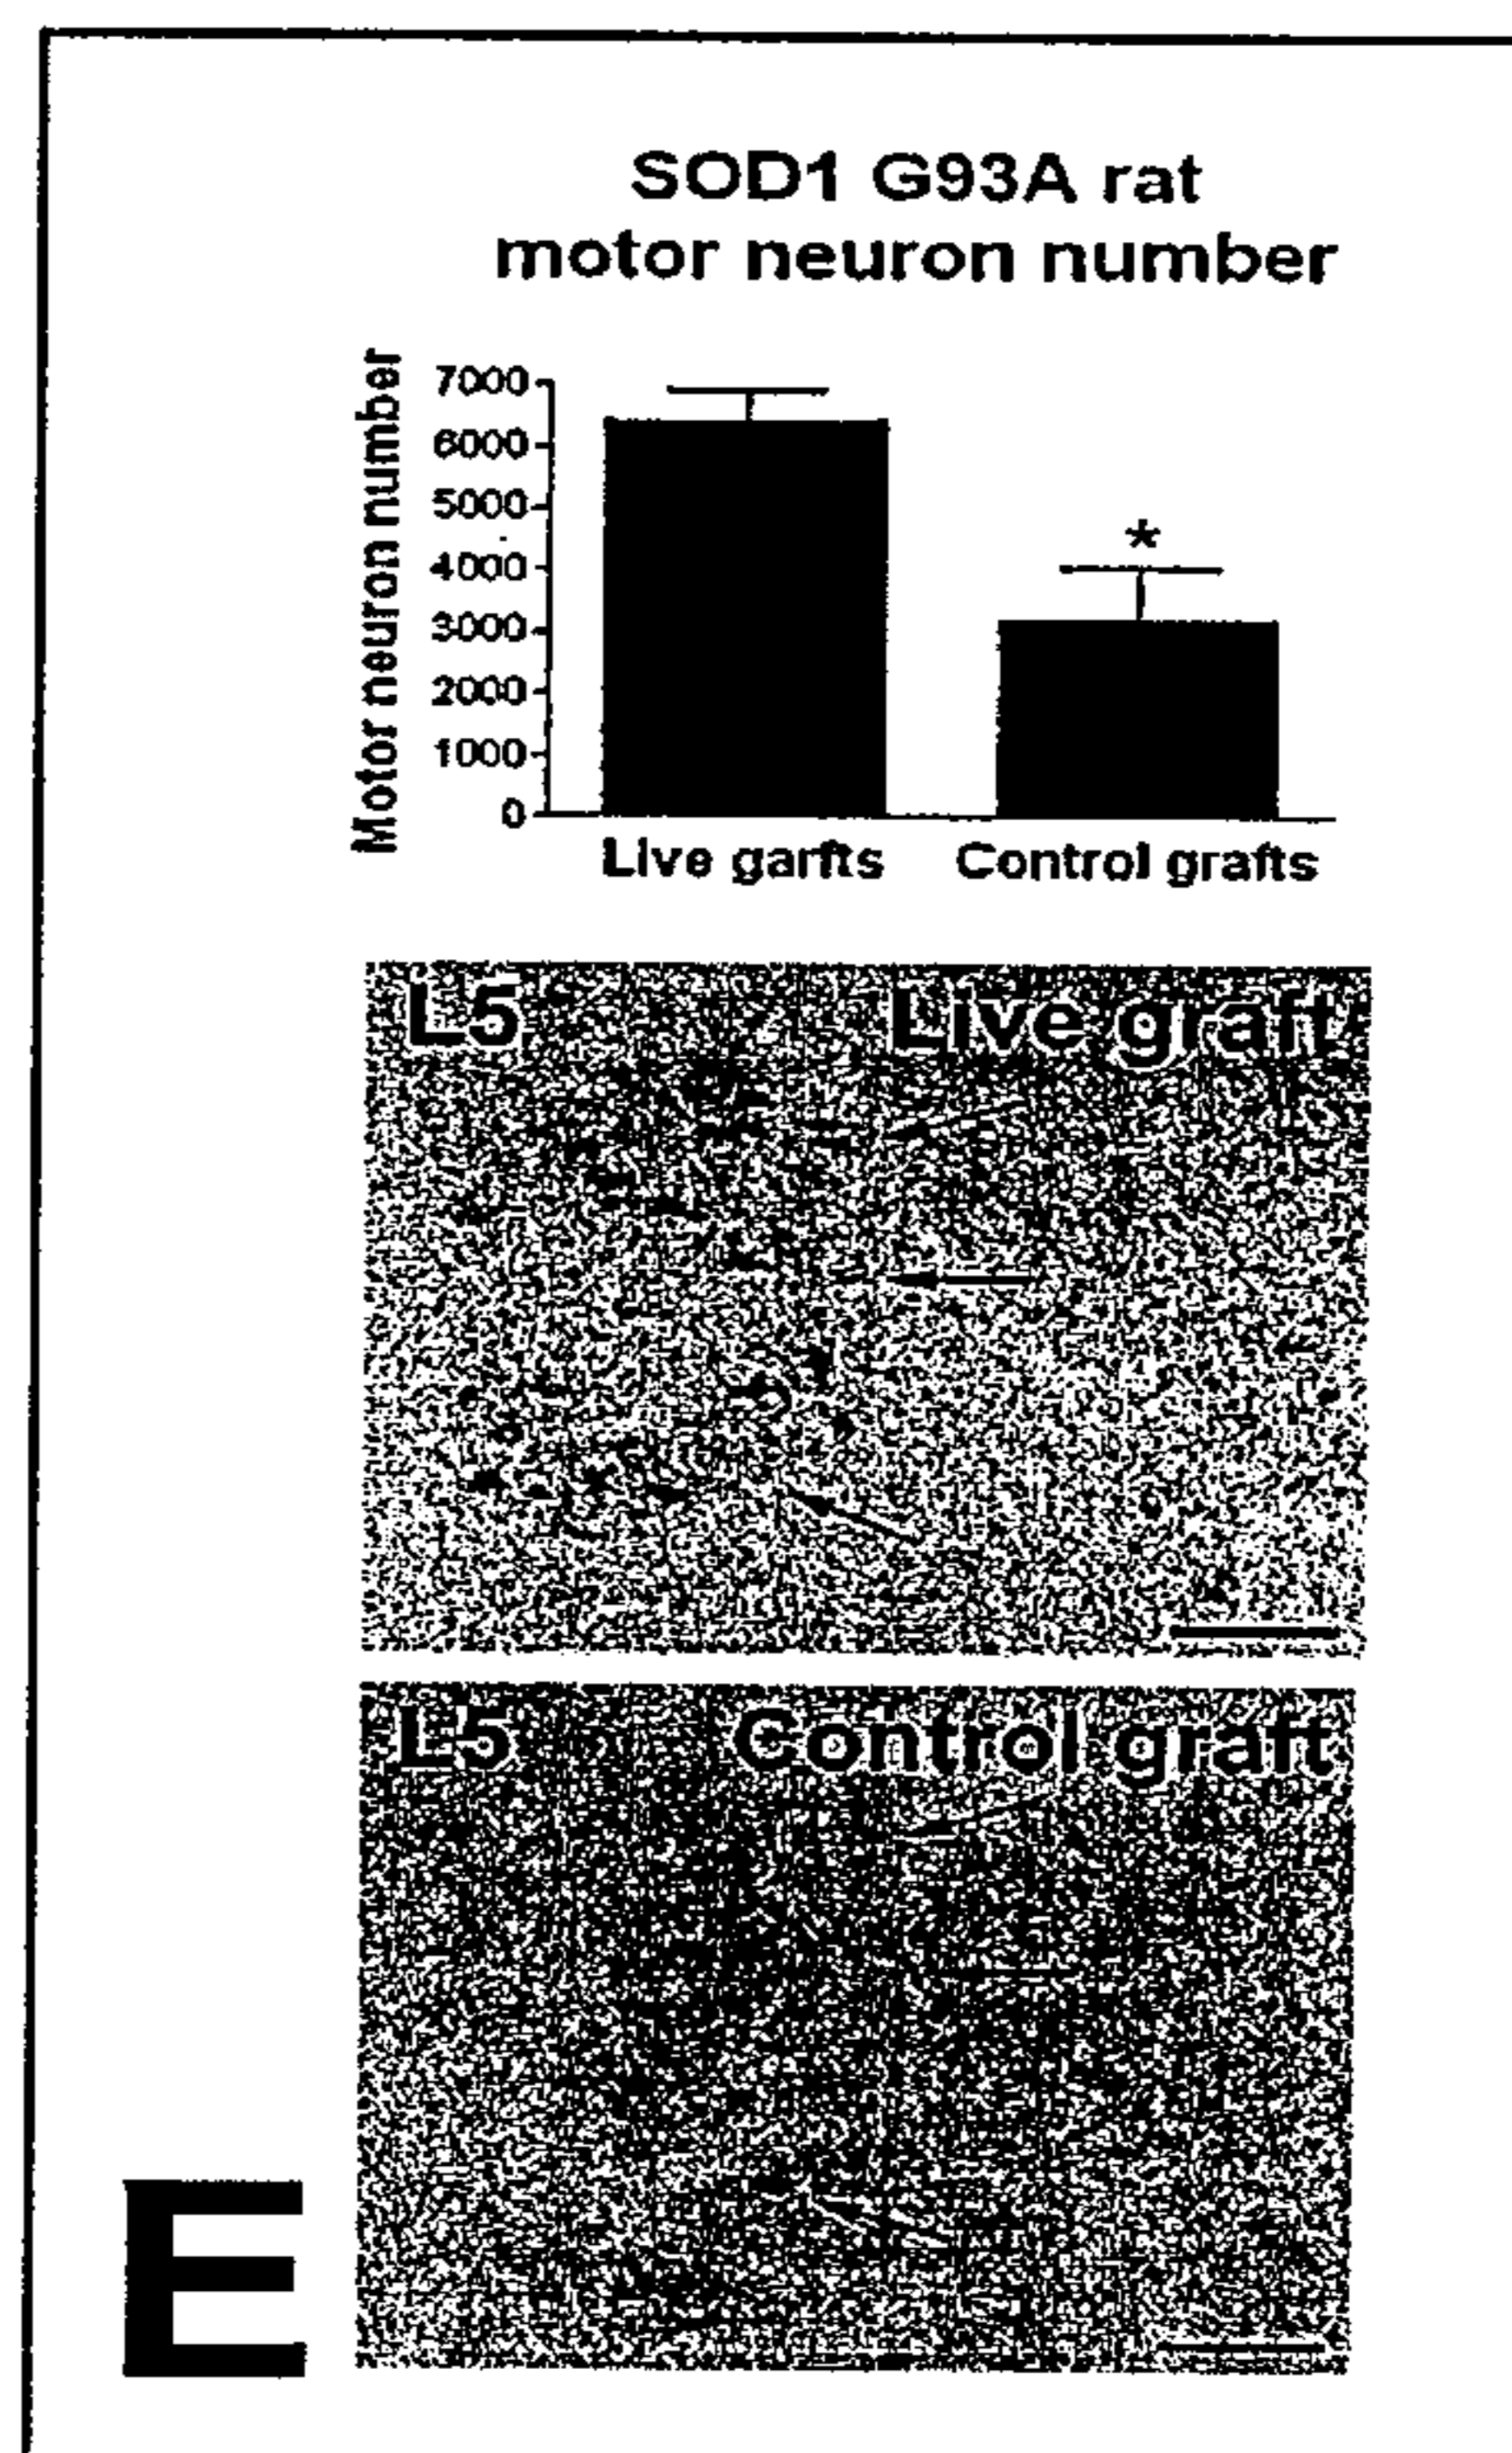 SOD1 G93A rat
motor neuron number
Motor neuron number
7000
6000
5000
4000
3000
2000
1000
0
*
Live garfts Control grafts
L5 Live graft
L5 Control graft
E